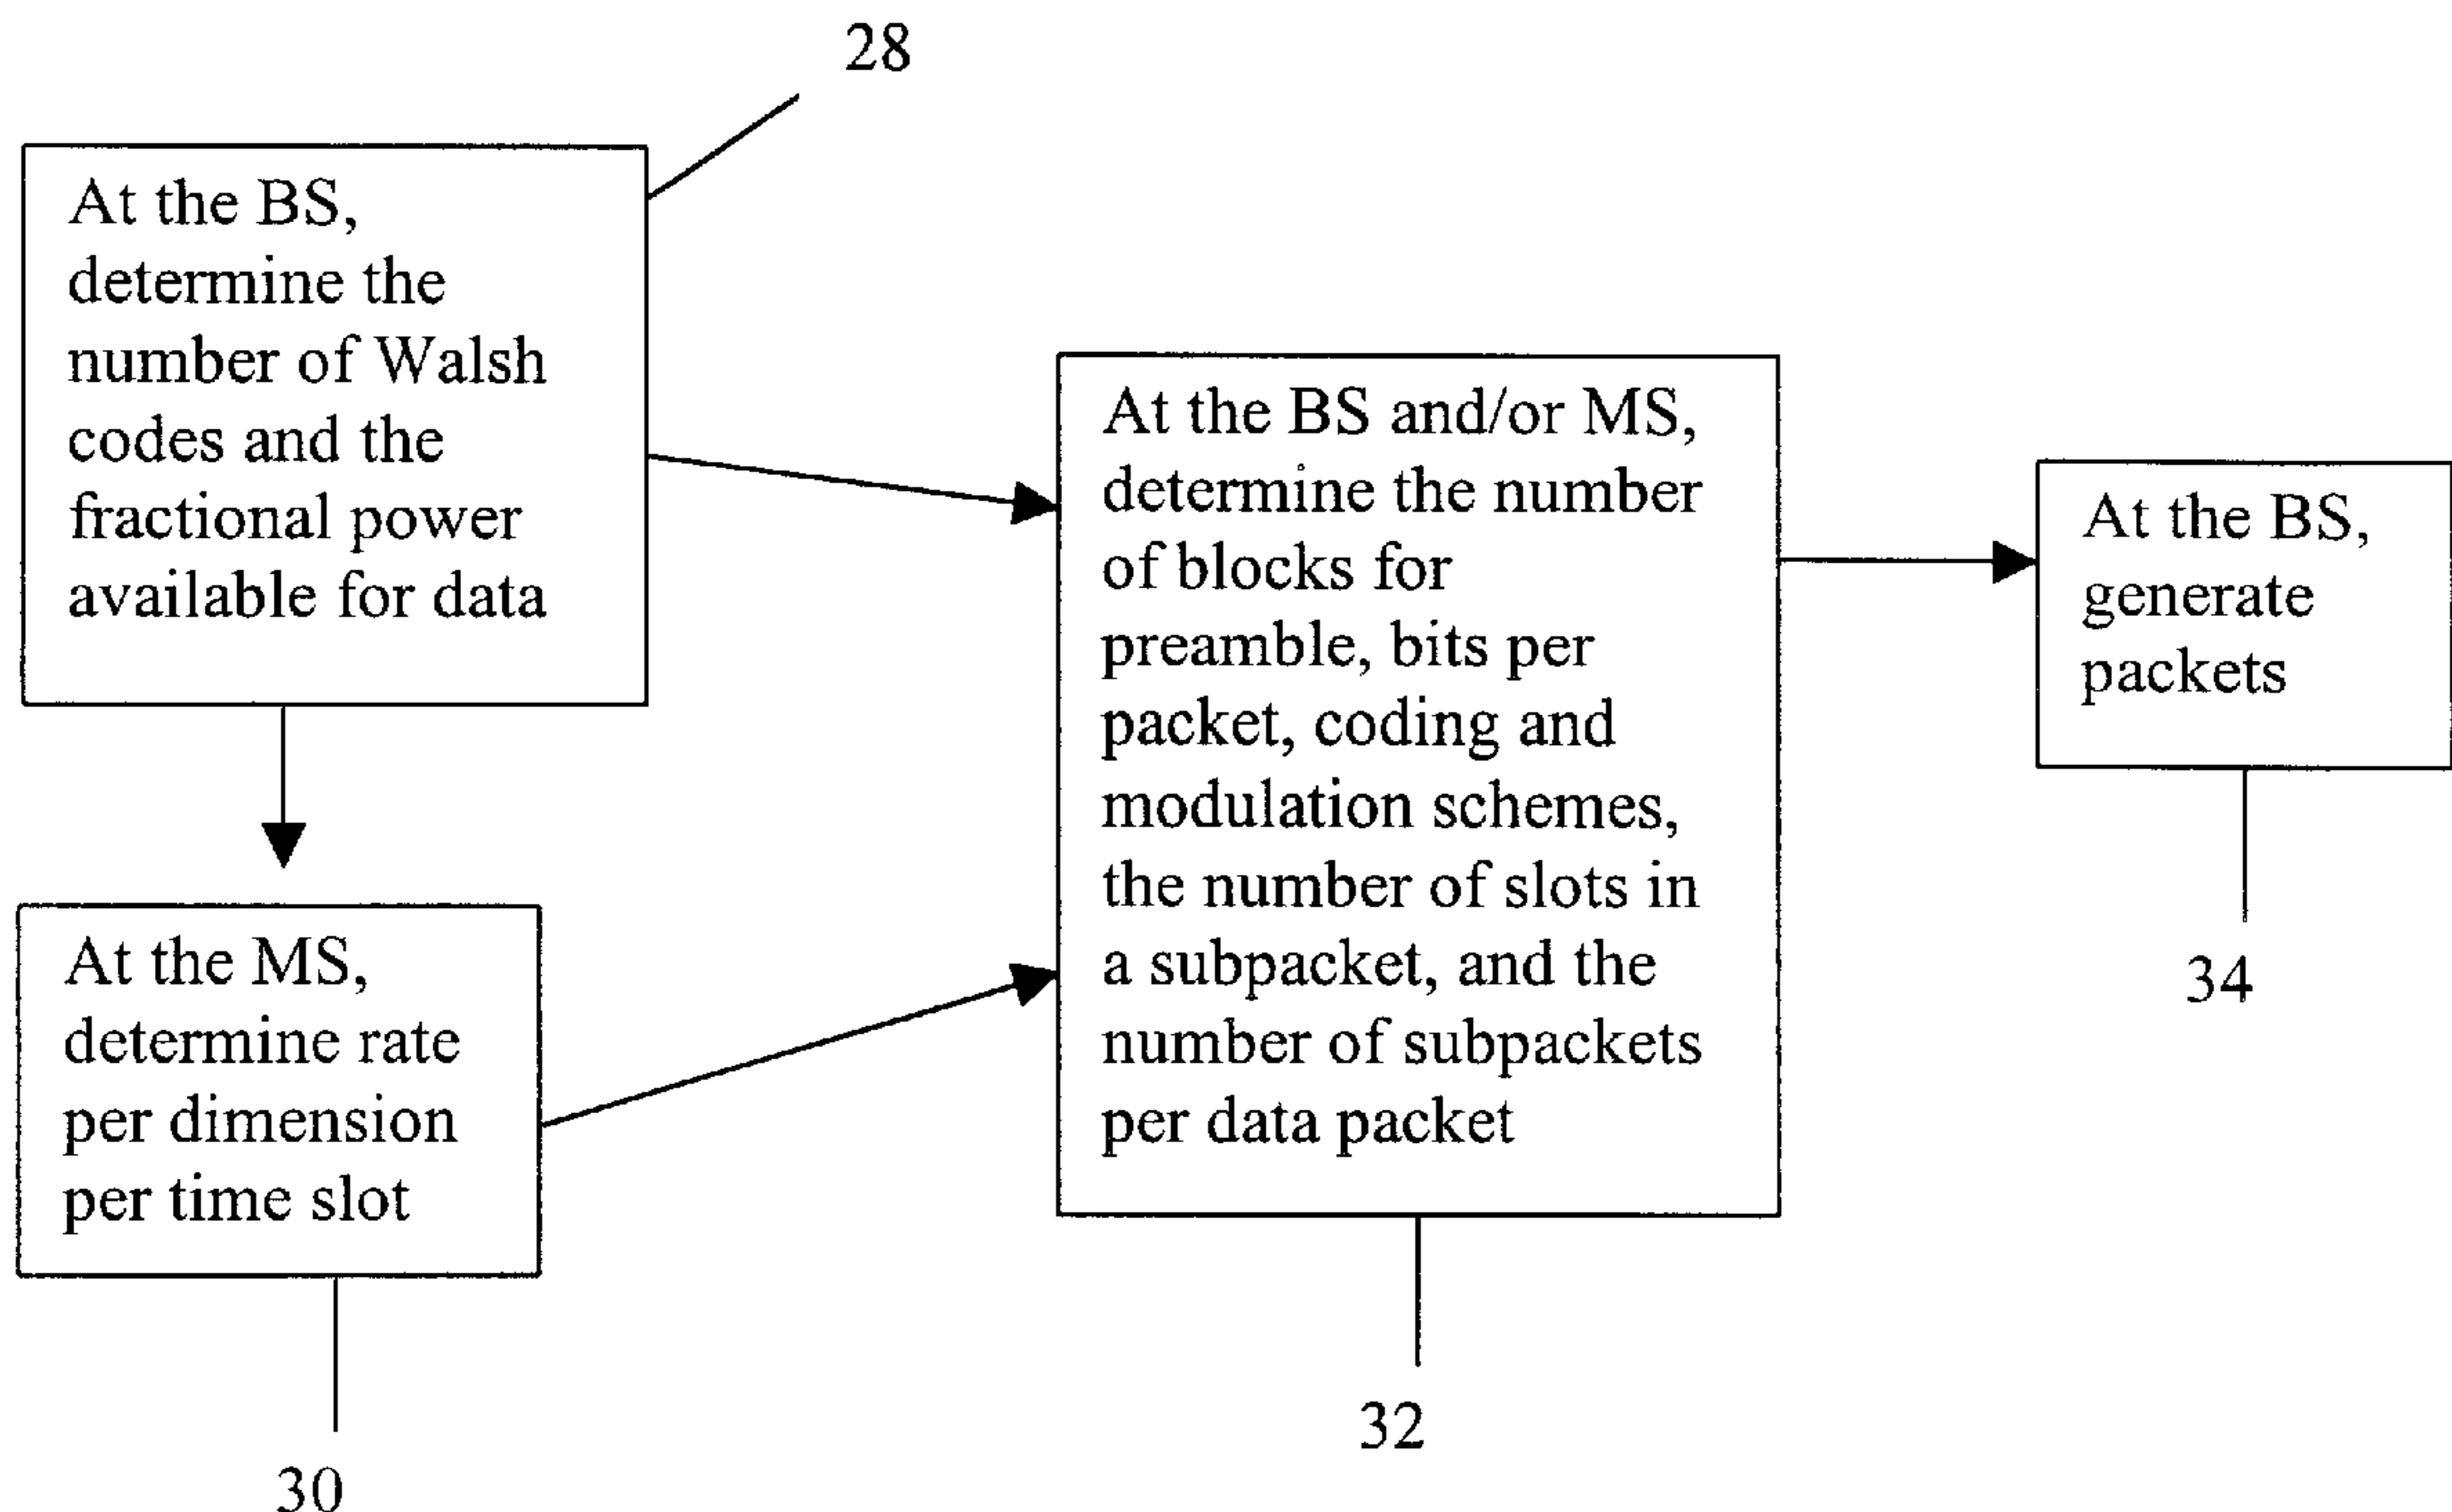 28
At the BS,
determine the
number of Walsh
codes and the
fractional power
available for data
At the MS,
determine rate
per dimension
per time slot
30
At the BS and/or MS,
determine the number
of blocks for
preamble, bits per
packet, coding and
modulation schemes,
the number of slots in
a subpacket, and the
number of subpackets
per data packet
32
At the BS,
generate
packets
34